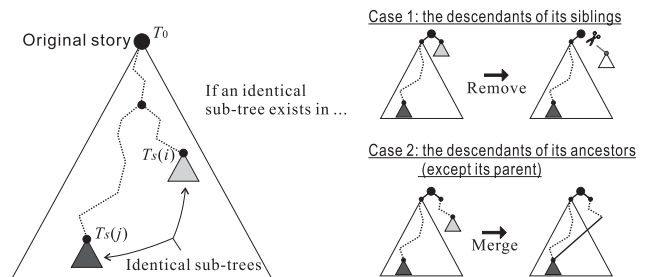 Original story
T0
If an identical
sub-tree exists in ...
Ts(i)
Ts(j)
Identical sub-trees
Case 1: the descendants of its siblings
Remove
Case 2: the descendants of its ancestors
(except its parent)
Merge